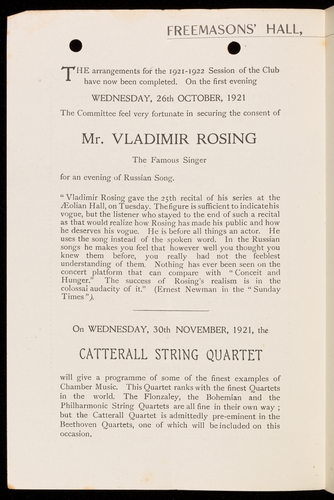 FREEMASONS' HALL,
THE arrangements for the 1921-1922 Session of the Club
have now been completed. On the first evening
WEDNESDAY, 26th OCTOBER, 1921
The Committee feel very fortunate in securing the consent of
Mr. VLADIMIR ROSING
The Famous Singer
for an evening of Russian Song.
"Vladimir Rosing gave the 25th recital of his series at the
Æolian Hall, on Tuesday. The figure is sufficient to indicate his
vogue, but the listener who stayed to the end of such a recital
as that would realize how Rosing has made his public and how
he deserves his vogue. He is before all things an actor. He
uses the song instead of the spoken word. In the Russian
songs he makes you feel that however well you thought you
knew them before, you really had not the feeblest
understanding of them. Nothing has ever been seen on the
concert platform that can compare with "Conceit and
Hunger." The success of Rosing's realism is in the
colossal audacity of it." (Ernest Newman in the "Sunday
Times").
On WEDNESDAY, 30th NOVEMBER, 1921, the
CATTERALL STRING QUARTET
will give a programme of some of the finest examples of
Chamber Music. This Quartet ranks with the finest Quartets
in the world. The Flonzaley, the Bohemian and the
Philharmonic String Quartets are all fine in their own way;
but the Catterall Quartet is admittedly pre-eminent in the
Beethoven Quartets, one of which will be included on this
occasion.